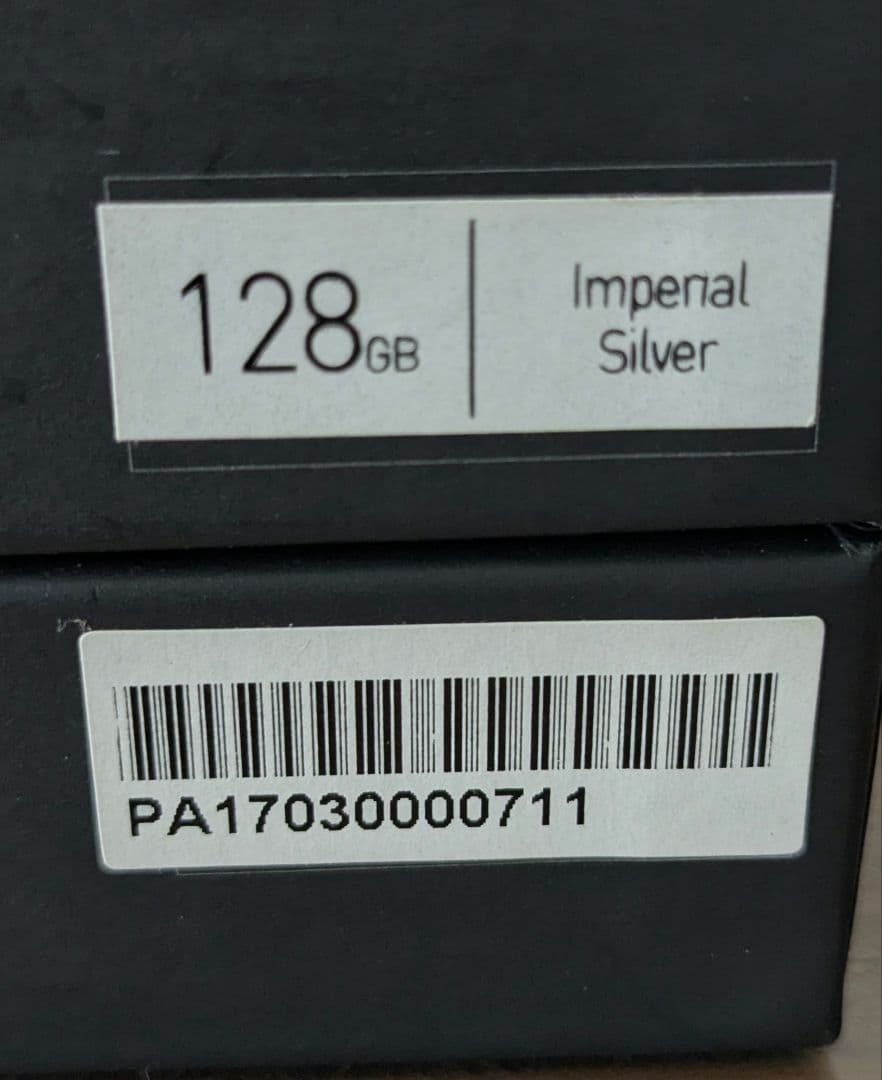 128GB
Imperial
Silver
PA17030000711